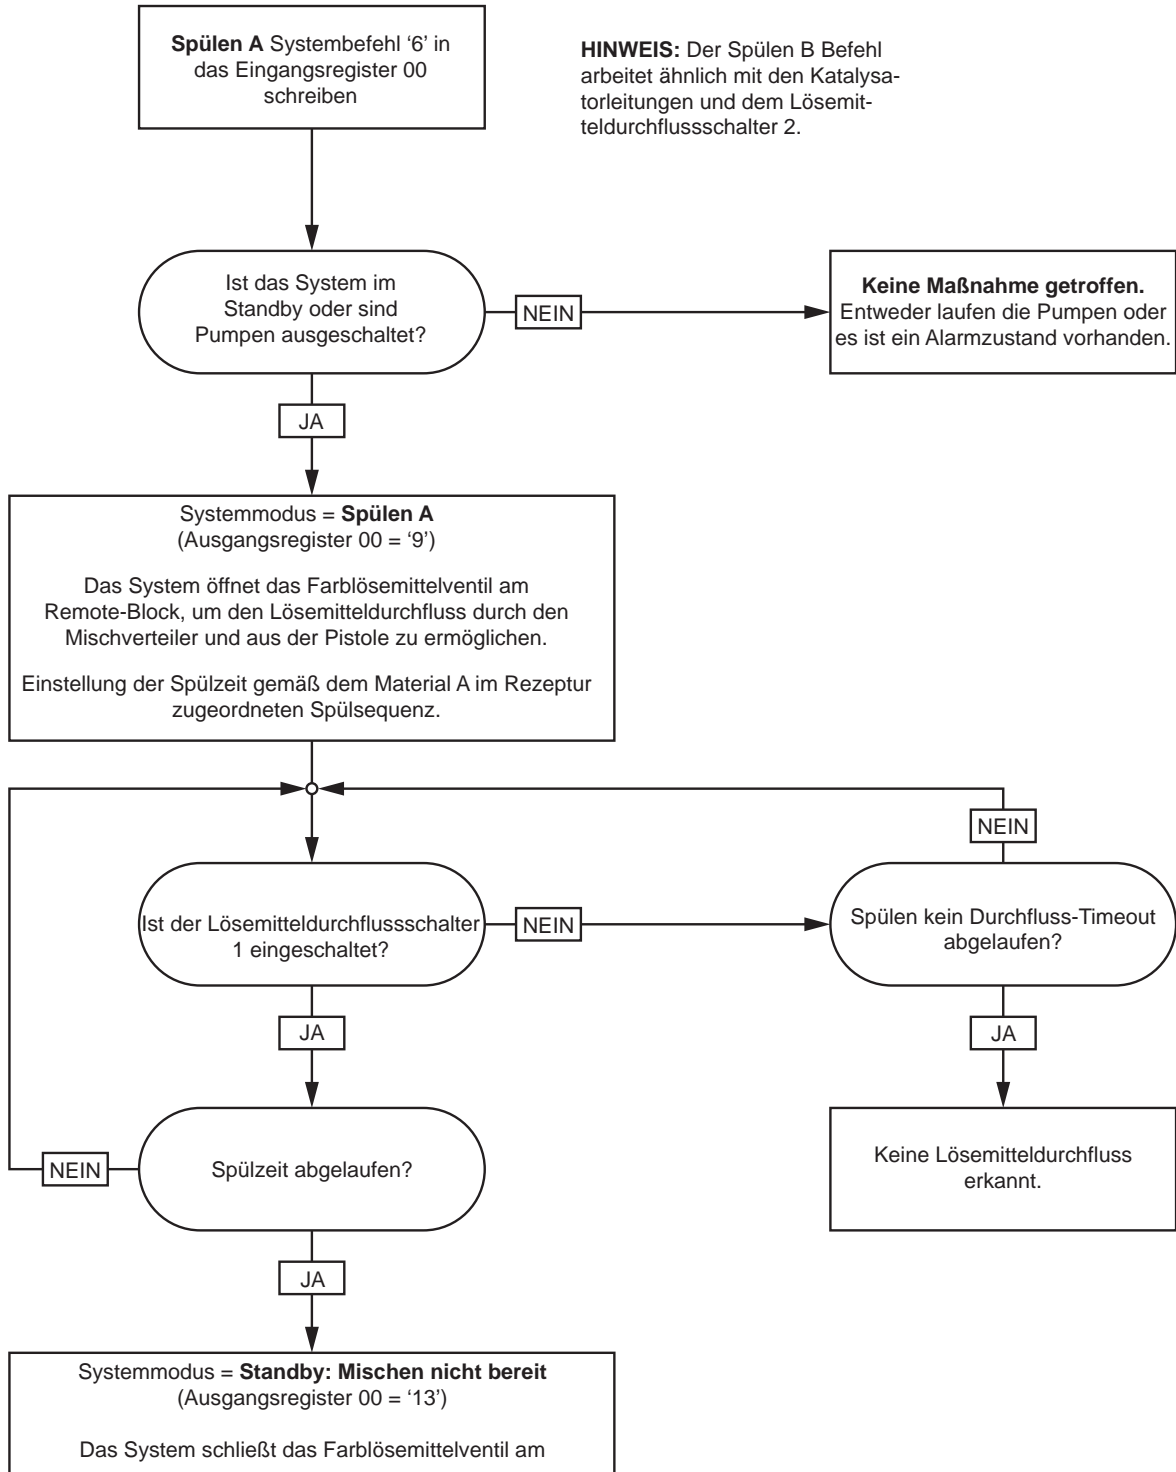 Spülen A Systembefehl ‘6’ in
das Eingangsregister 00
schreiben
HINWEIS: Der Spülen B Befehl
arbeitet ähnlich mit den Katalysa-
torleitungen und dem Lösemit-
teldurchflussschalter 2.
Ist das System im
Standby oder sind
Pumpen ausgeschaltet?
NEIN
Keine Maßnahme getroffen.
Entweder laufen die Pumpen oder
es ist ein Alarmzustand vorhanden.
JA
Systemmodus = Spülen A
(Ausgangsregister 00 = ‘9’)
Das System öffnet das Farblösemittelventil am
Remote-Block, um den Lösemitteldurchfluss durch den
Mischverteiler und aus der Pistole zu ermöglichen.
Einstellung der Spülzeit gemäß dem Material A im Rezeptur
zugeordneten Spülsequenz.
NEIN
Ist der Lösemitteldurchflussschalter
1 eingeschaltet?
NEIN
Spülen kein Durchfluss-Timeout
abgelaufen?
JA
JA
NEIN
Spülzeit abgelaufen?
Keine Lösemitteldurchfluss
erkannt.
JA
Systemmodus = Standby: Mischen nicht bereit
(Ausgangsregister 00 = ‘13’)
Das System schließt das Farblösemittelventil am